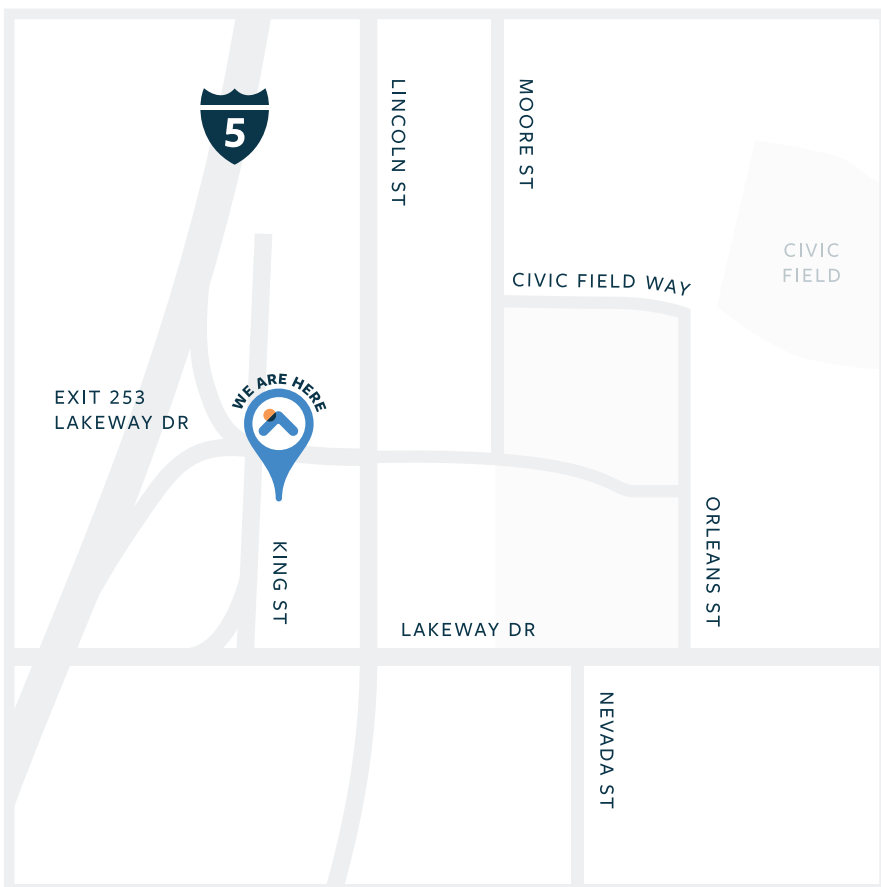 5
LINCOLN ST
MOORE ST
CIVIC
FIELD
CIVIC FIELD WAY
WE ARE HERE
EXIT 253
LAKEWAY DR
ORLEANS ST
KING ST
LAKEWAY DR
NEVADA ST